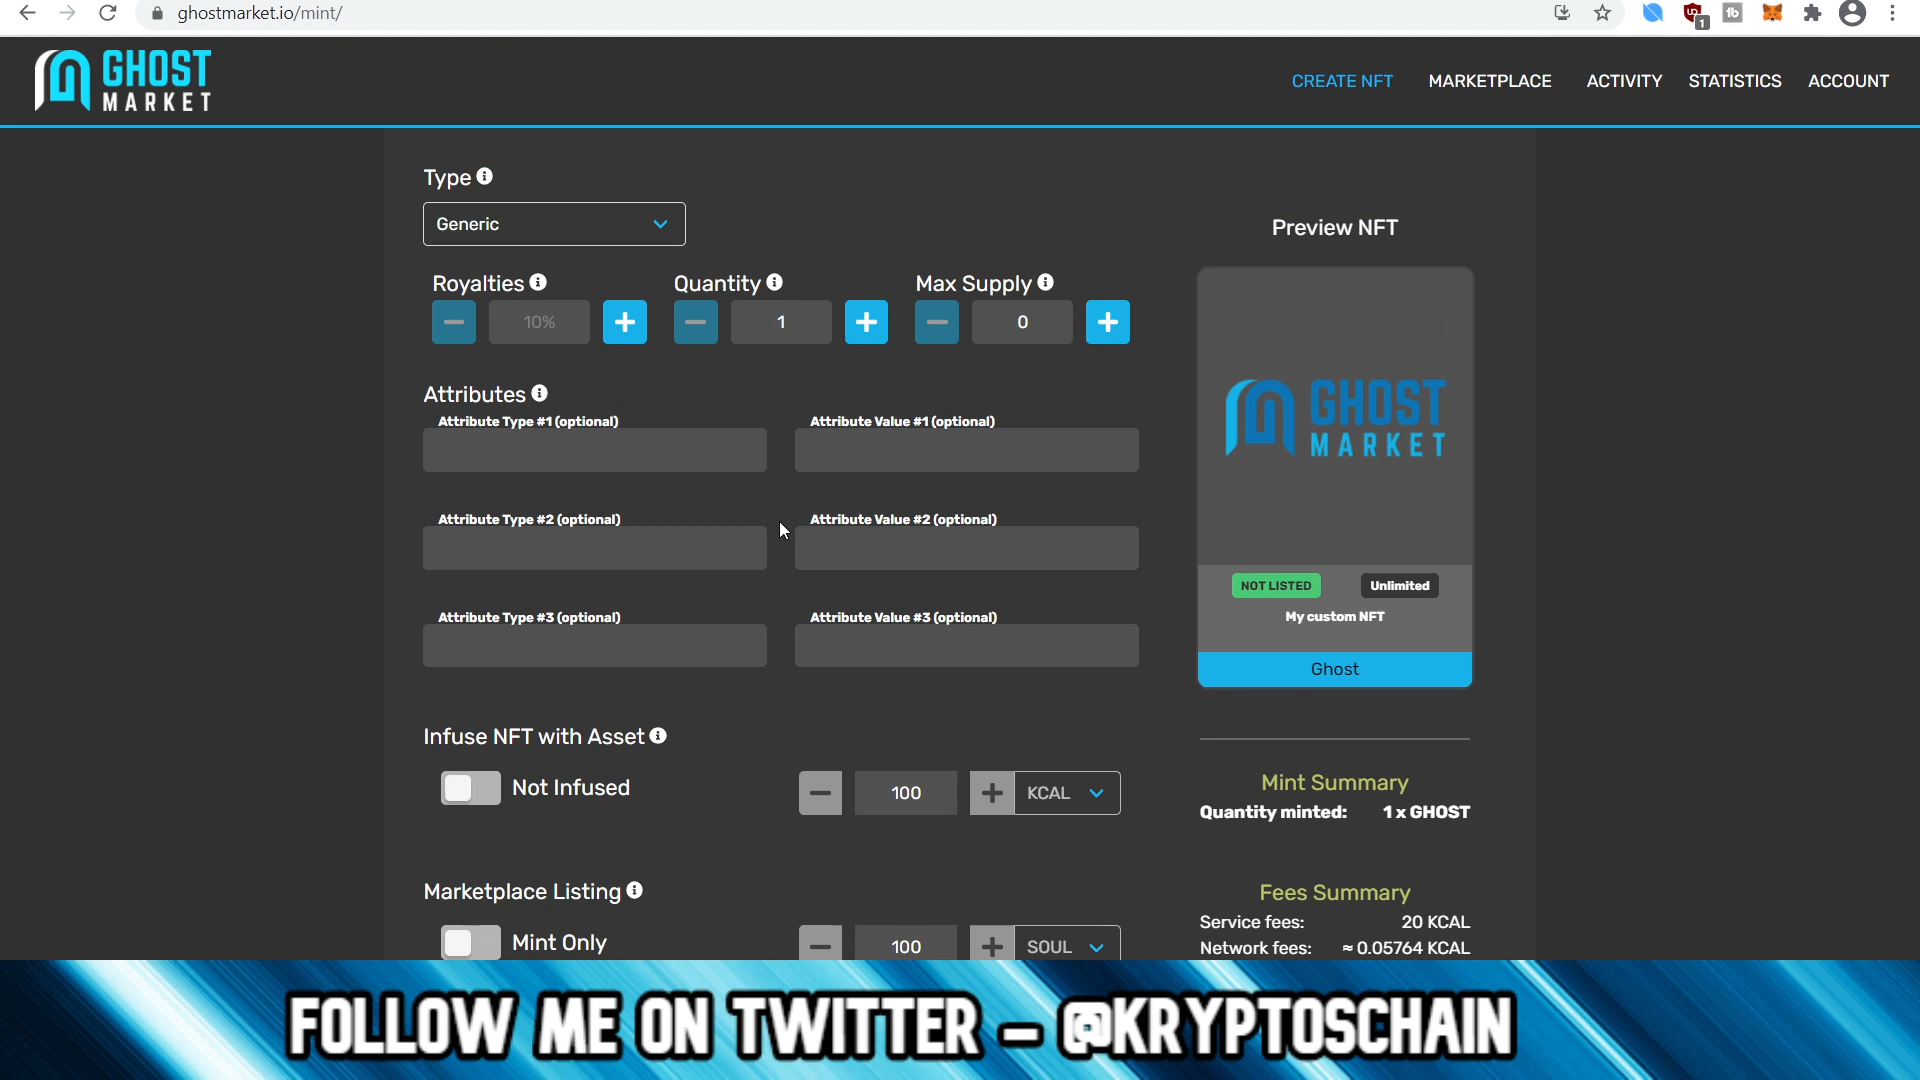 ghostmarket.io/mint/
GHOST
MARKET
CREATE NFT
MARKETPLACE
ACTIVITY
STATISTICS
ACCOUNT
Type
Generic
Royalties
Quantity
Max Supply
10%
1
0
Attributes
Attribute Type #1 (optional)
Attribute Value #1 (optional)
Attribute Type #2 (optional)
Attribute Value #2 (optional)
Attribute Type #3 (optional)
Attribute Value #3 (optional)
Infuse NFT with Asset
Not Infused
100
KCAL
Marketplace Listing
Mint Only
100
SOUL
Preview NFT
GHOST
MARKET
NOT LISTED
Unlimited
My custom NFT
Ghost
Mint Summary
Quantity minted: 1 x GHOST
Fees Summary
Service fees: 20 KCAL
Network fees: ≈ 0.05764 KCAL
FOLLOW ME ON TWITTER – @KRYPTOSCHAIN